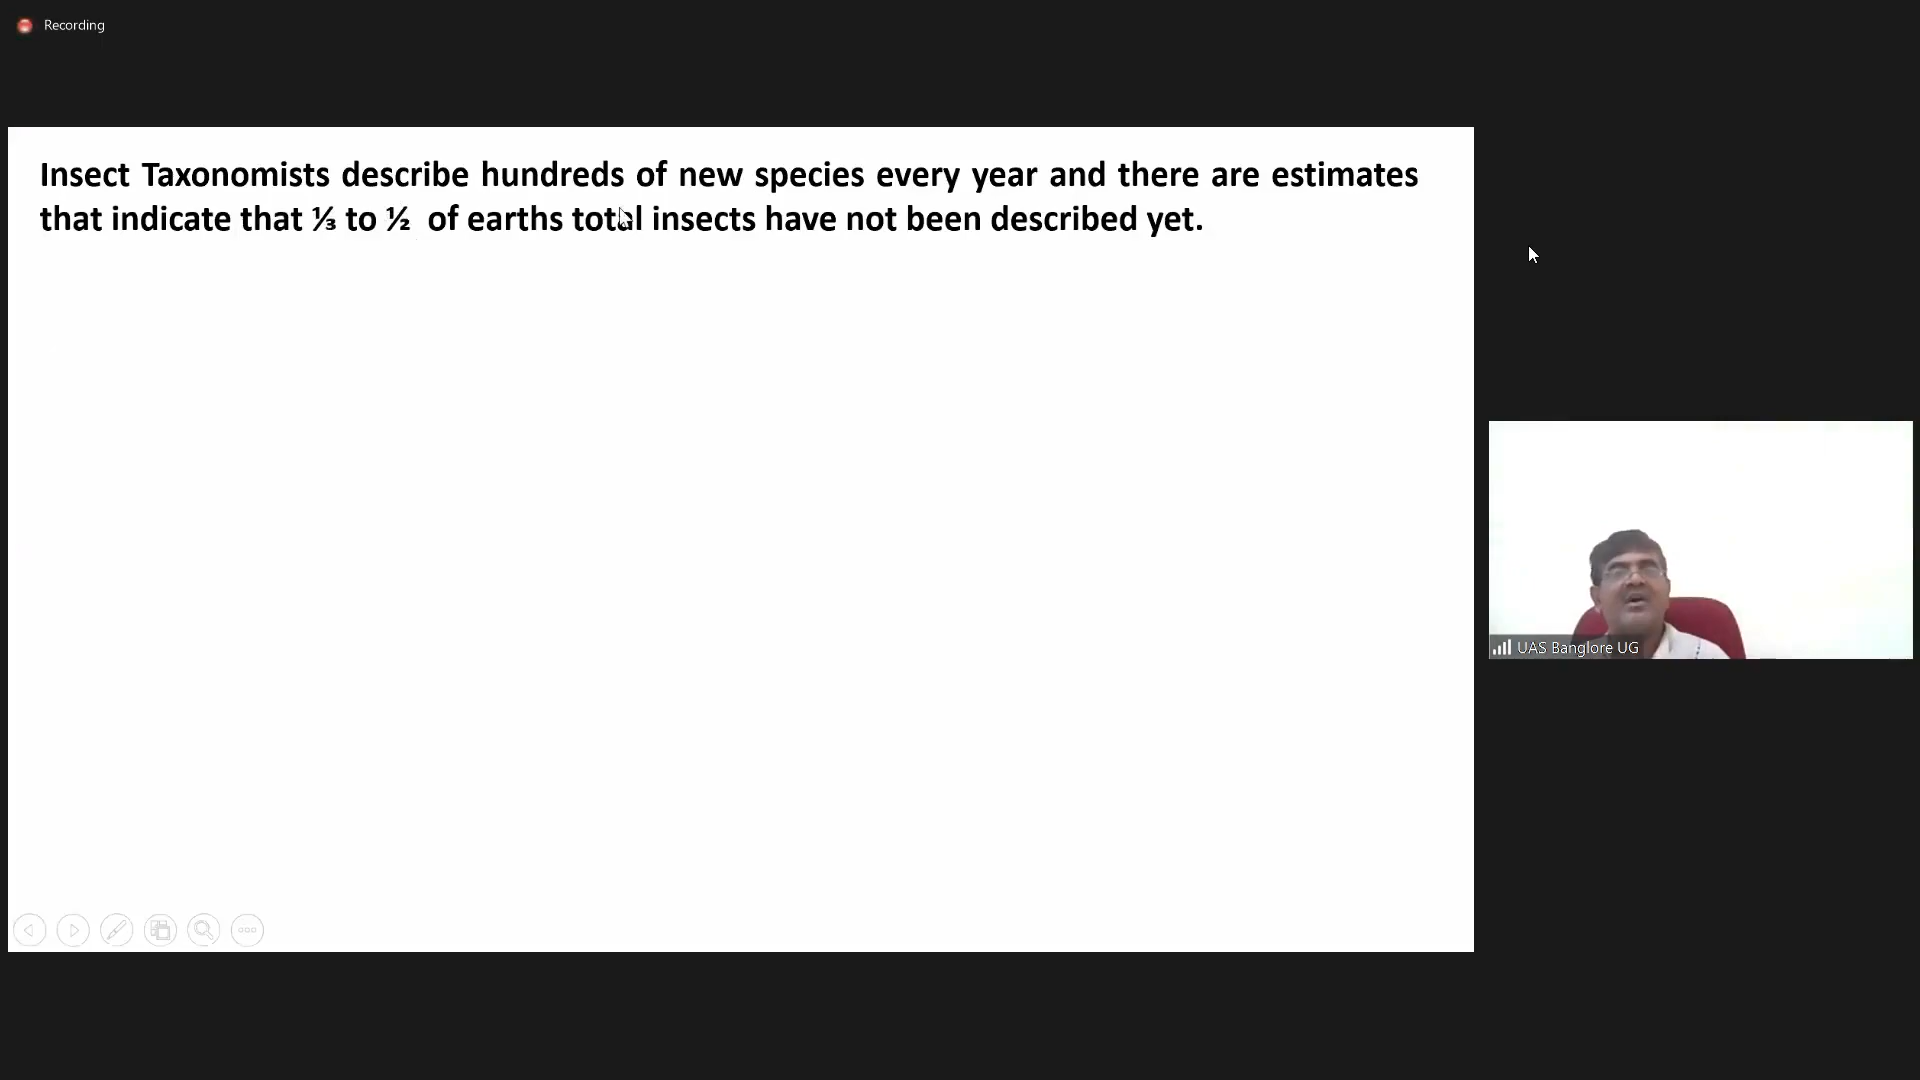 Recording
Insect Taxonomists describe hundreds of new species every year and there are estimates
that indicate that ⅓ to ½ of earths total insects have not been described yet.
UAS Banglore UG